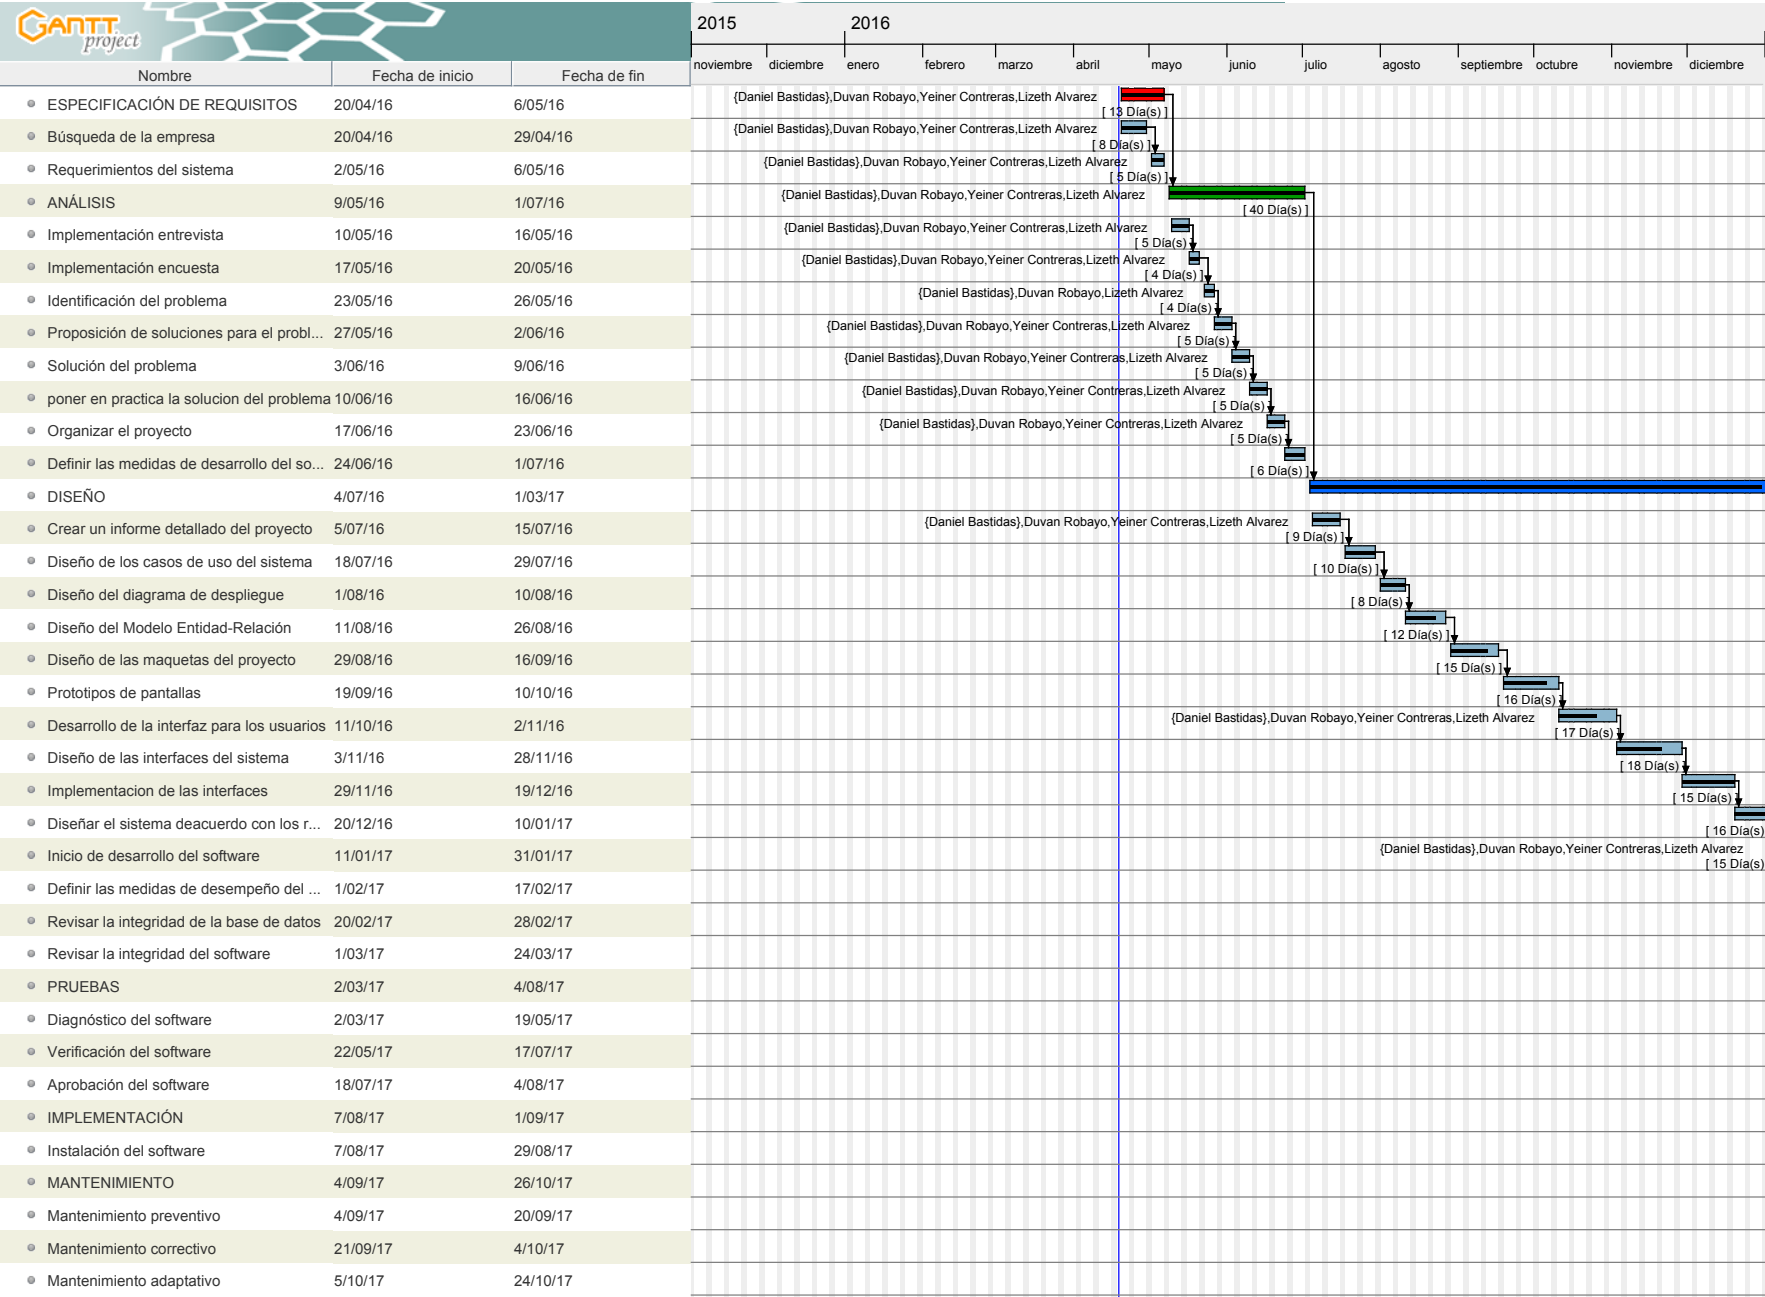 GANTT
project
2015 2016
noviembre diciembre enero febrero marzo abril mayo junio julio agosto septiembre octubre noviembre diciembre
Nombre Fecha de inicio Fecha de fin
ESPECIFICACIÓN DE REQUISITOS 20/04/16 6/05/16 {Daniel Bastidas},Duvan Robayo,Yeiner Contreras,Lizeth Alvarez
[ 13 Día(s) ]
Búsqueda de la empresa 20/04/16 29/04/16 {Daniel Bastidas},Duvan Robayo,Yeiner Contreras,Lizeth Alvarez
[ 8 Día(s) ]
Requerimientos del sistema 2/05/16 6/05/16 {Daniel Bastidas},Duvan Robayo,Yeiner Contreras,Lizeth Alvarez
[ 5 Día(s) ]
ANÁLISIS 9/05/16 1/07/16 {Daniel Bastidas},Duvan Robayo,Yeiner Contreras,Lizeth Alvarez
[ 40 Día(s) ]
Implementación entrevista 10/05/16 16/05/16 {Daniel Bastidas},Duvan Robayo,Yeiner Contreras,Lizeth Alvarez
[ 5 Día(s) ]
Implementación encuesta 17/05/16 20/05/16 {Daniel Bastidas},Duvan Robayo,Yeiner Contreras,Lizeth Alvarez
[ 4 Día(s) ]
Identificación del problema 23/05/16 26/05/16 {Daniel Bastidas},Duvan Robayo,Lizeth Alvarez
[ 4 Día(s) ]
Proposición de soluciones para el probl... 27/05/16 2/06/16 {Daniel Bastidas},Duvan Robayo,Yeiner Contreras,Lizeth Alvarez
[ 5 Día(s) ]
Solución del problema 3/06/16 9/06/16 {Daniel Bastidas},Duvan Robayo,Yeiner Contreras,Lizeth Alvarez
[ 5 Día(s) ]
poner en practica la solucion del problema 10/06/16 16/06/16 {Daniel Bastidas},Duvan Robayo,Yeiner Contreras,Lizeth Alvarez
[ 5 Día(s) ]
Organizar el proyecto 17/06/16 23/06/16 {Daniel Bastidas},Duvan Robayo,Yeiner Contreras,Lizeth Alvarez
[ 5 Día(s) ]
Definir las medidas de desarrollo del so... 24/06/16 1/07/16
[ 6 Día(s) ]
DISEÑO 4/07/16 1/03/17
Crear un informe detallado del proyecto 5/07/16 15/07/16 {Daniel Bastidas},Duvan Robayo,Yeiner Contreras,Lizeth Alvarez
[ 9 Día(s) ]
Diseño de los casos de uso del sistema 18/07/16 29/07/16
[ 10 Día(s) ]
Diseño del diagrama de despliegue 1/08/16 10/08/16
[ 8 Día(s) ]
Diseño del Modelo Entidad-Relación 11/08/16 26/08/16
[ 12 Día(s) ]
Diseño de las maquetas del proyecto 29/08/16 16/09/16
[ 15 Día(s) ]
Prototipos de pantallas 19/09/16 10/10/16
[ 16 Día(s) ]
Desarrollo de la interfaz para los usuarios 11/10/16 2/11/16 {Daniel Bastidas},Duvan Robayo,Yeiner Contreras,Lizeth Alvarez
[ 17 Día(s) ]
Diseño de las interfaces del sistema 3/11/16 28/11/16
[ 18 Día(s) ]
Implementacion de las interfaces 29/11/16 19/12/16
[ 15 Día(s) ]
Diseñar el sistema deacuerdo con los r... 20/12/16 10/01/17
[ 16 Día(s)
Inicio de desarrollo del software 11/01/17 31/01/17 {Daniel Bastidas},Duvan Robayo,Yeiner Contreras,Lizeth Alvarez
[ 15 Día(s)
Definir las medidas de desempeño del ... 1/02/17 17/02/17
Revisar la integridad de la base de datos 20/02/17 28/02/17
Revisar la integridad del software 1/03/17 24/03/17
PRUEBAS 2/03/17 4/08/17
Diagnóstico del software 2/03/17 19/05/17
Verificación del software 22/05/17 17/07/17
Aprobación del software 18/07/17 4/08/17
IMPLEMENTACIÓN 7/08/17 1/09/17
Instalación del software 7/08/17 29/08/17
MANTENIMIENTO 4/09/17 26/10/17
Mantenimiento preventivo 4/09/17 20/09/17
Mantenimiento correctivo 21/09/17 4/10/17
Mantenimiento adaptativo 5/10/17 24/10/17